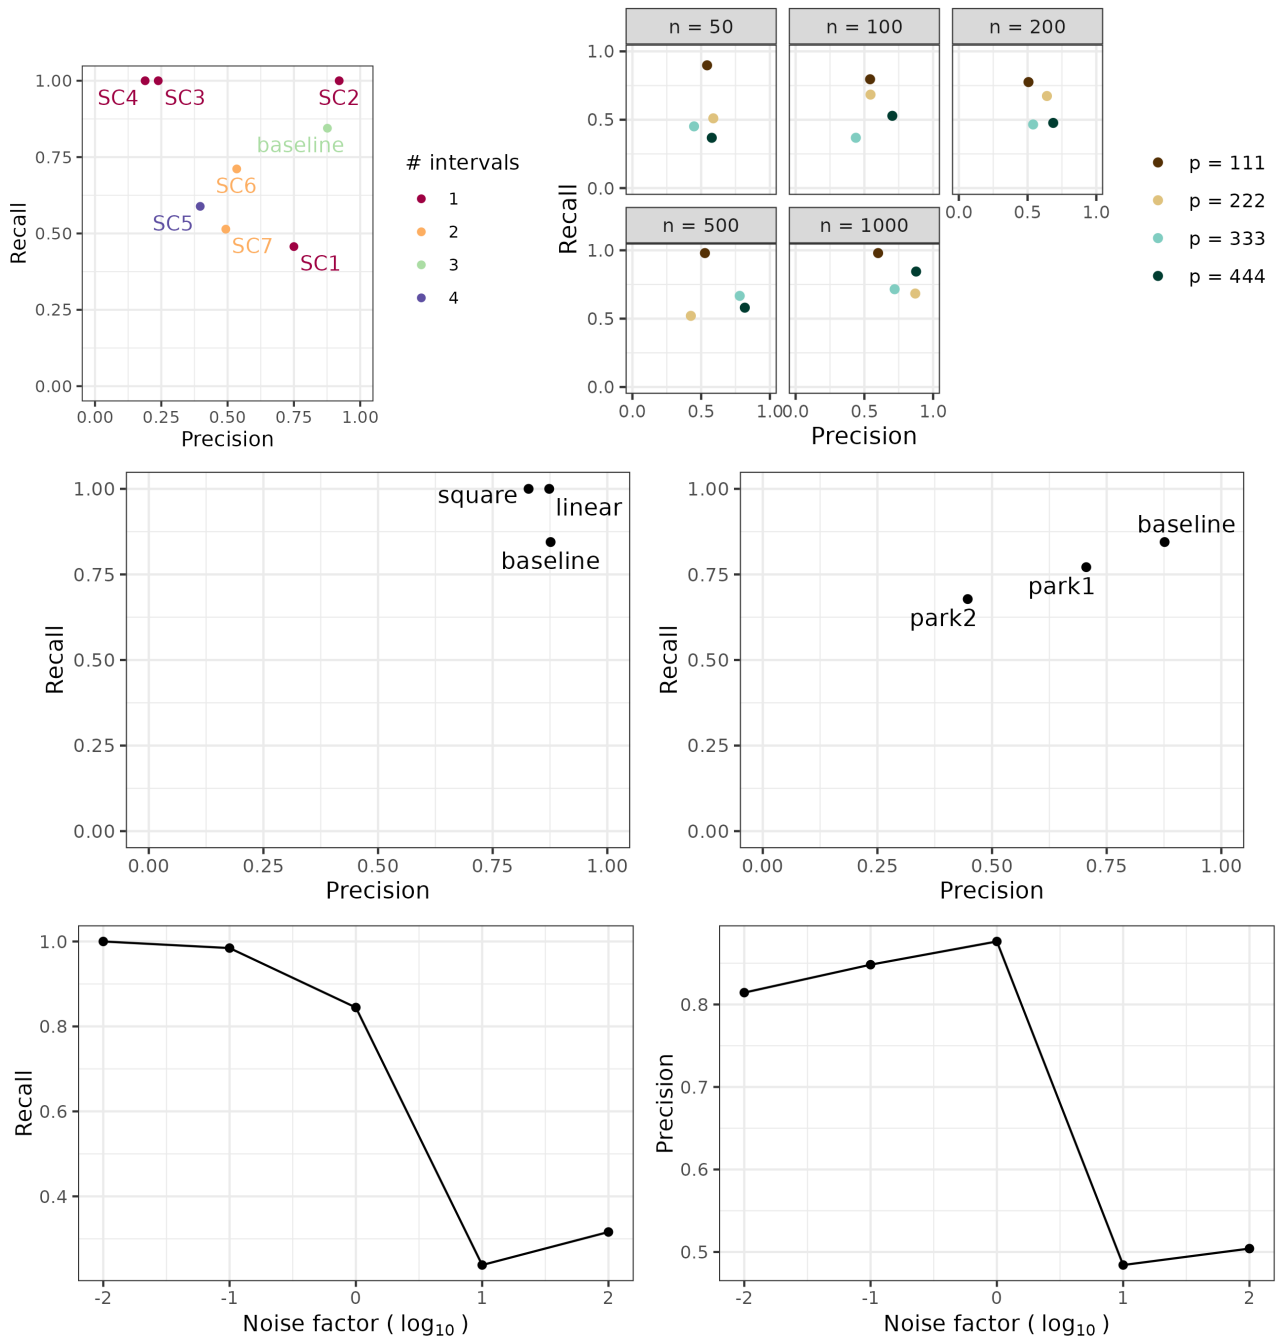 1.00
0.75
0.50
0.25
0.00
Recall
SC4
SC3
SC2
baseline
SC6
SC5
SC7
SC1
0.00 0.25 0.50 0.75 1.00
Precision
# intervals
1
2
3
4
n = 50 n = 100 n = 200
1.0
0.5
0.0
0.0 0.5 1.0
Recall
n = 500 n = 1000
1.0
0.5
0.0
0.0 0.5 1.0 0.0 0.5 1.0
Precision
p = 111
p = 222
p = 333
p = 444
1.00
0.75
0.50
0.25
0.00
Recall
square
linear
baseline
0.00 0.25 0.50 0.75 1.00
Precision
1.00
0.75
0.50
0.25
0.00
Recall
baseline
park1
park2
0.00 0.25 0.50 0.75 1.00
Precision
1.0
0.8
0.6
0.4
Recall
-2 -1 0 1 2
Noise factor ( log10 )
0.8
0.7
0.6
0.5
Precision
-2 -1 0 1 2
Noise factor ( log10 )